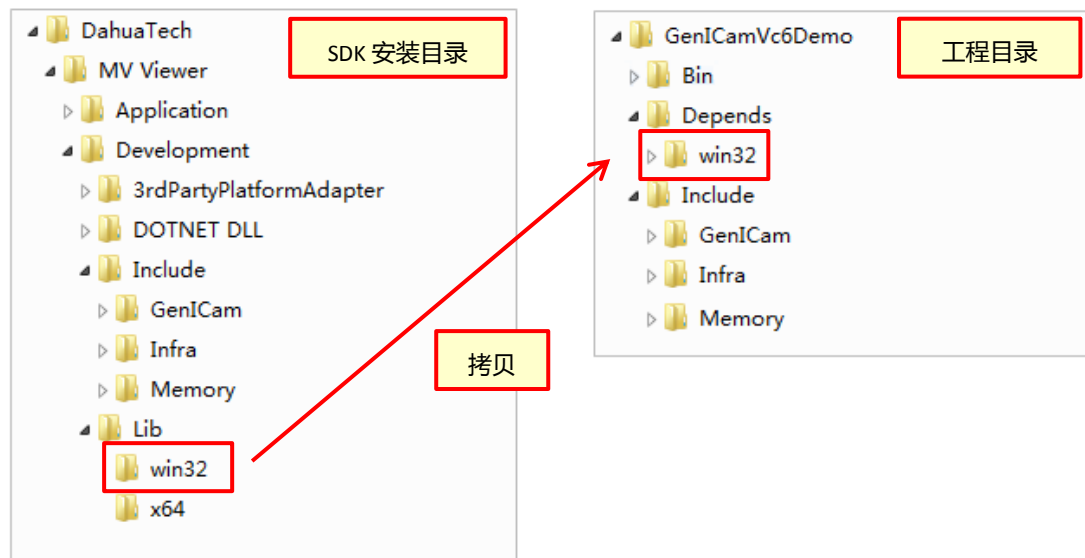 DahuaTech
SDK 安装目录
MV Viewer
Application
Development
3rdPartyPlatformAdapter
DOTNET DLL
Include
GenICam
Infra
Memory
Lib
win32
x64
拷贝
GenICamVc6Demo
工程目录
Bin
Depends
win32
Include
GenICam
Infra
Memory